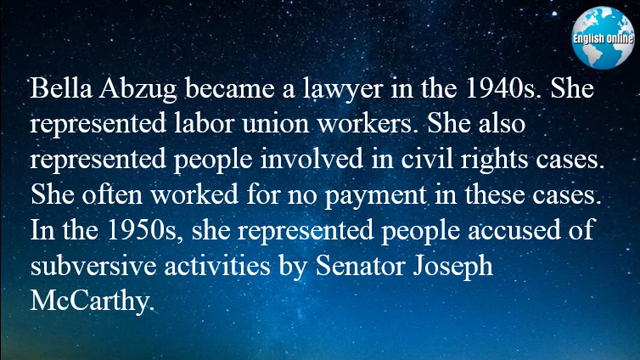 English Online
Bella Abzug became a lawyer in the 1940s. She
represented labor union workers. She also
represented people involved in civil rights cases.
She often worked for no payment in these cases.
In the 1950s, she represented people accused of
subversive activities by Senator Joseph
McCarthy.